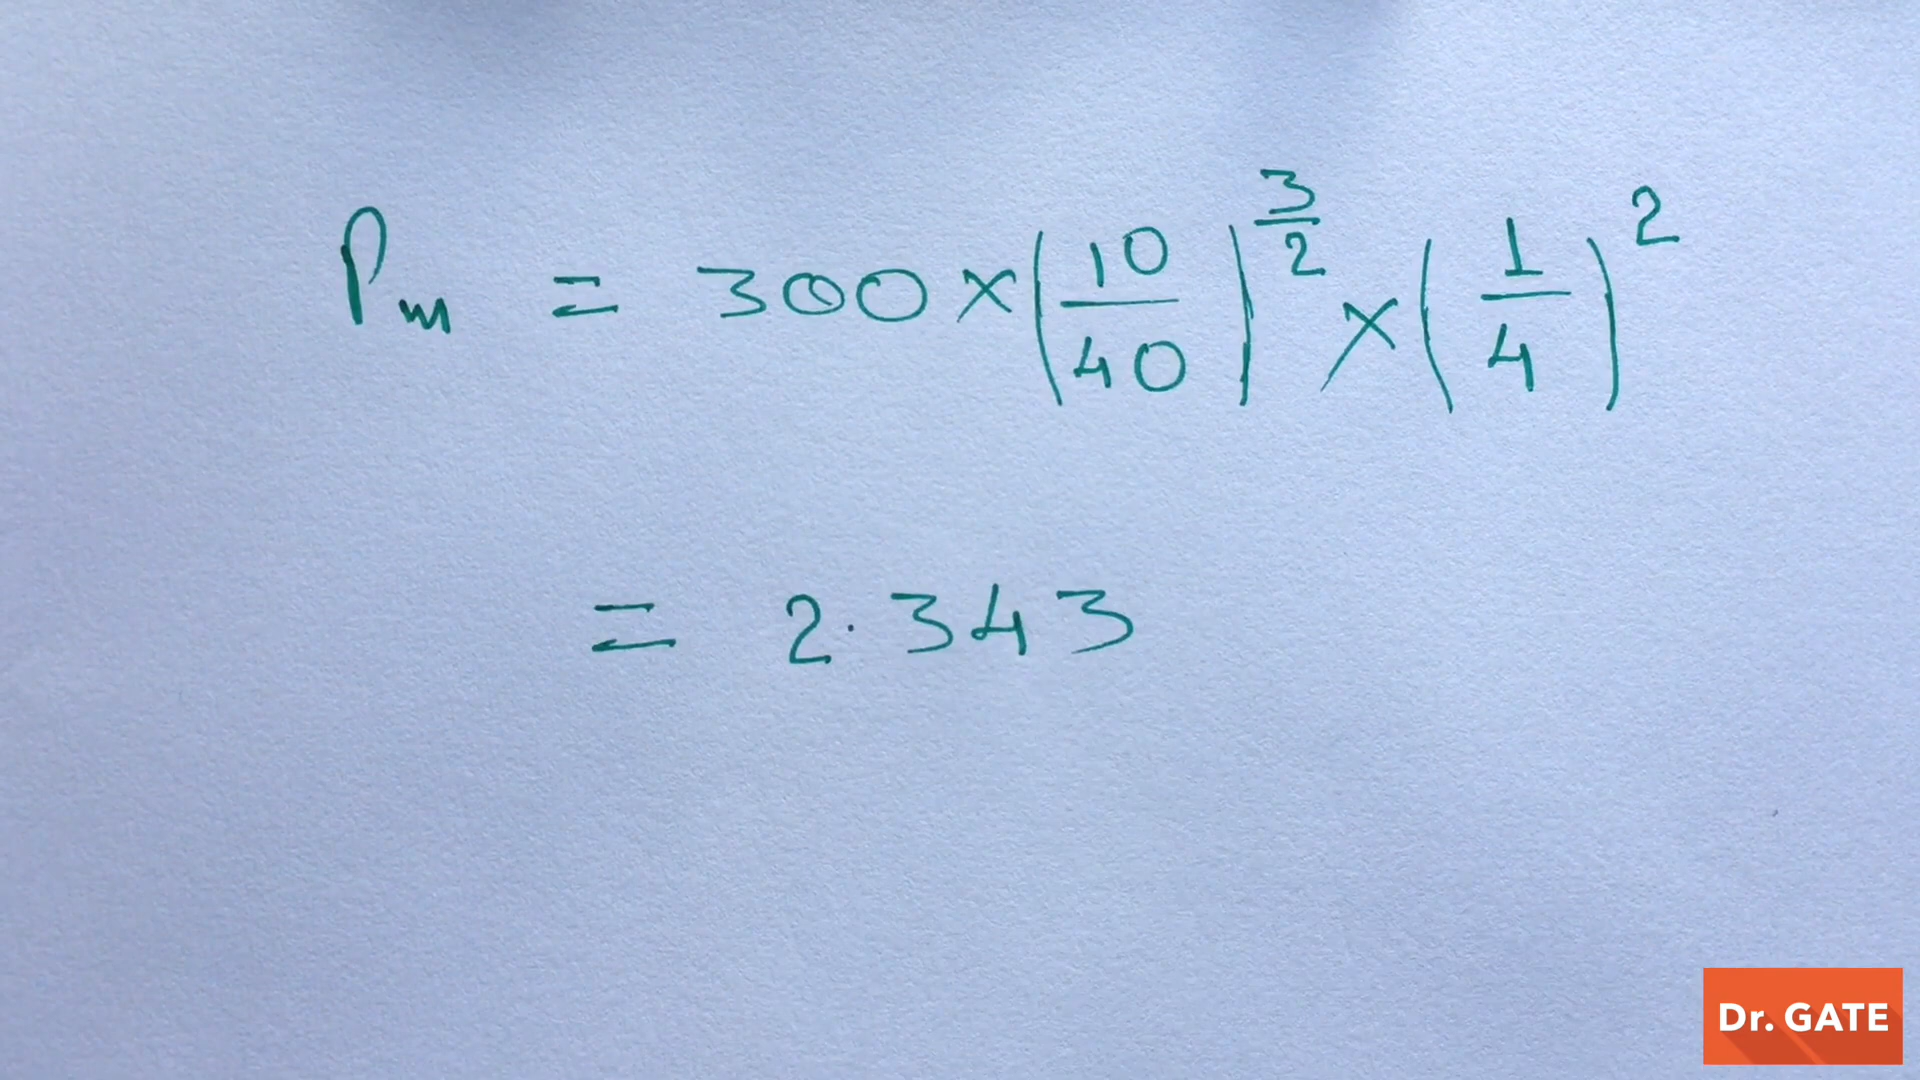 Pm = 300 × (10/40)^3/2 × (1/4)^2
= 2.343
Dr. GATE